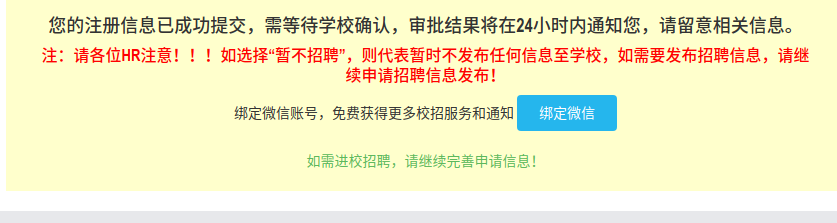 您的注册信息已成功提交，需等待学校确认，审批结果将在24小时内通知您，请留意相关信息。
注：请各位HR注意！！！如选择“暂不招聘”，则代表暂时不发布任何信息至学校，如需要发布招聘信息，请继
续申请招聘信息发布！
绑定微信账号，免费获得更多校招服务和通知 绑定微信
如需进校招聘，请继续完善申请信息！